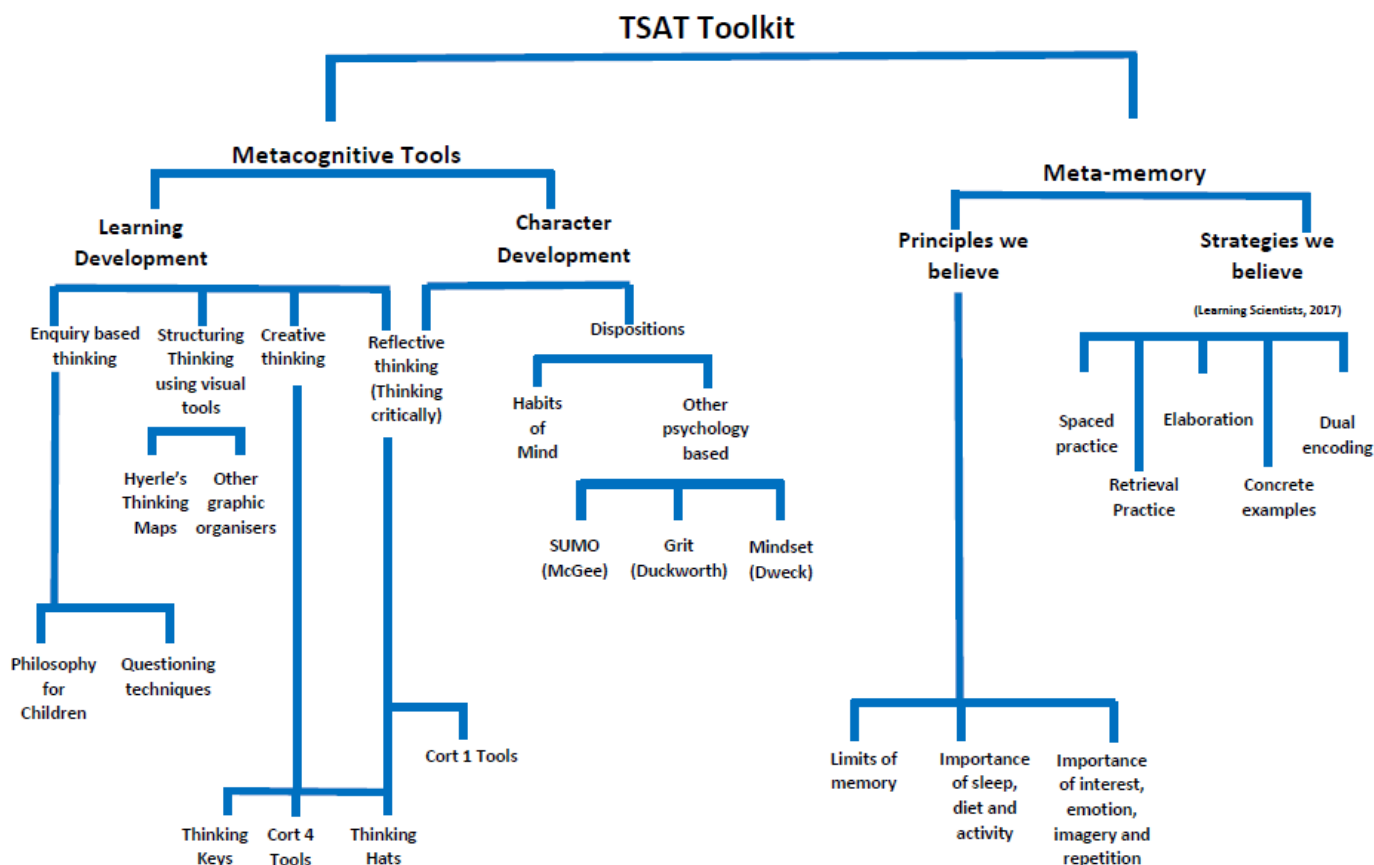 TSAT Toolkit
Metacognitive Tools
Meta-memory
Learning
Development
Character
Development
Principles we
believe
Strategies we
believe
(Learning Scientists, 2017)
Enquiry based
thinking
Structuring
Thinking
using visual
tools
Creative
thinking
Reflective
thinking
(Thinking
critically)
Dispositions
Habits
of
Mind
Other
psychology
based
Spaced
practice
Elaboration
Dual
encoding
Retrieval
Practice
Concrete
examples
Hyerle's
Thinking
Maps
Other
graphic
organisers
SUMO
(McGee)
Grit
(Duckworth)
Mindset
(Dweck)
Philosophy
for
Children
Questioning
techniques
Cort 1 Tools
Limits of
memory
Importance
of sleep,
diet and
activity
Importance
of interest,
emotion,
imagery and
repetition
Thinking
Keys
Cort 4
Tools
Thinking
Hats